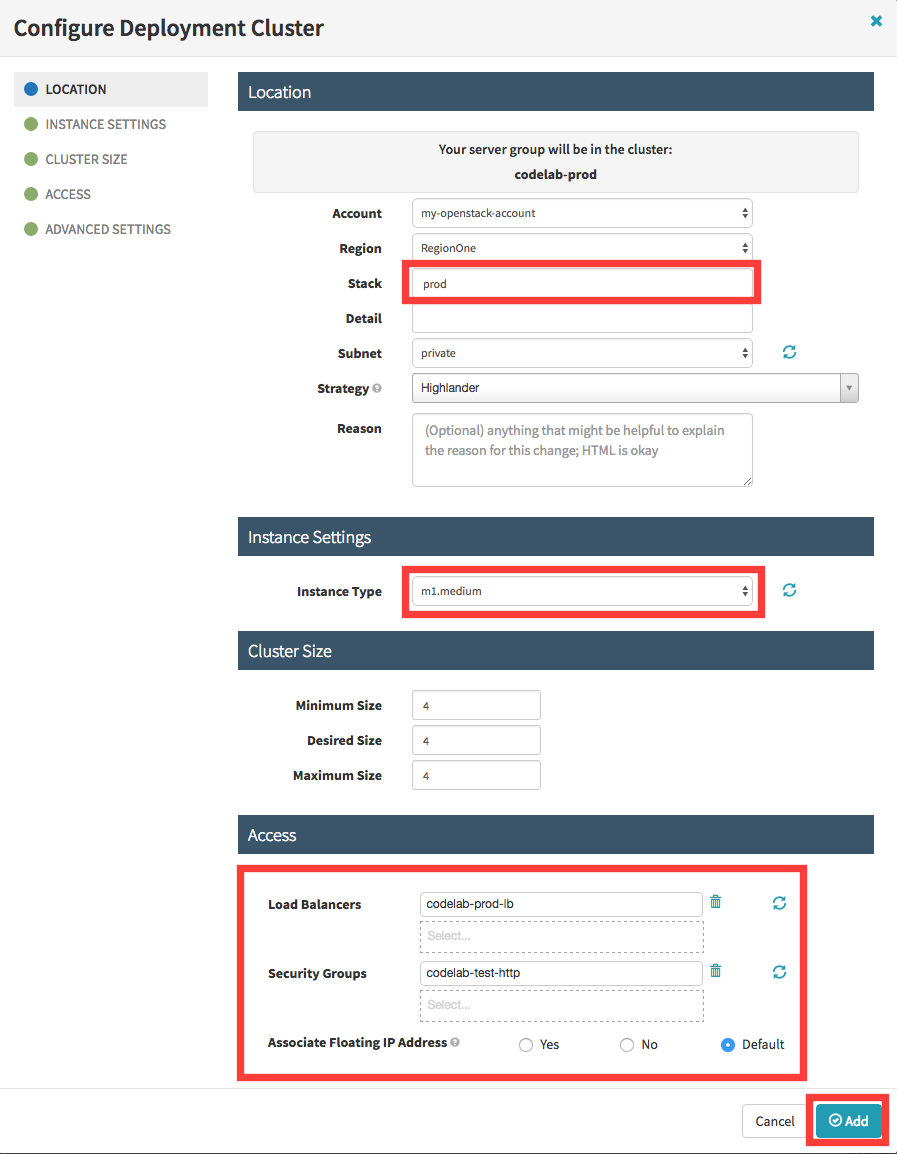 Configure Deployment Cluster
LOCATION
INSTANCE SETTINGS
CLUSTER SIZE
ACCESS
ADVANCED SETTINGS
Location
Your server group will be in the cluster:
codelab-prod
Account my-openstack-account
Region RegionOne
Stack prod
Detail
Subnet private
Strategy Highlander
Reason (Optional) anything that might be helpful to explain
the reason for this change; HTML is okay
Instance Settings
Instance Type m1.medium
Cluster Size
Minimum Size 4
Desired Size 4
Maximum Size 4
Access
Load Balancers codelab-prod-lb
Select...
Security Groups codelab-test-http
Select...
Associate Floating IP Address Yes No Default
Cancel Add